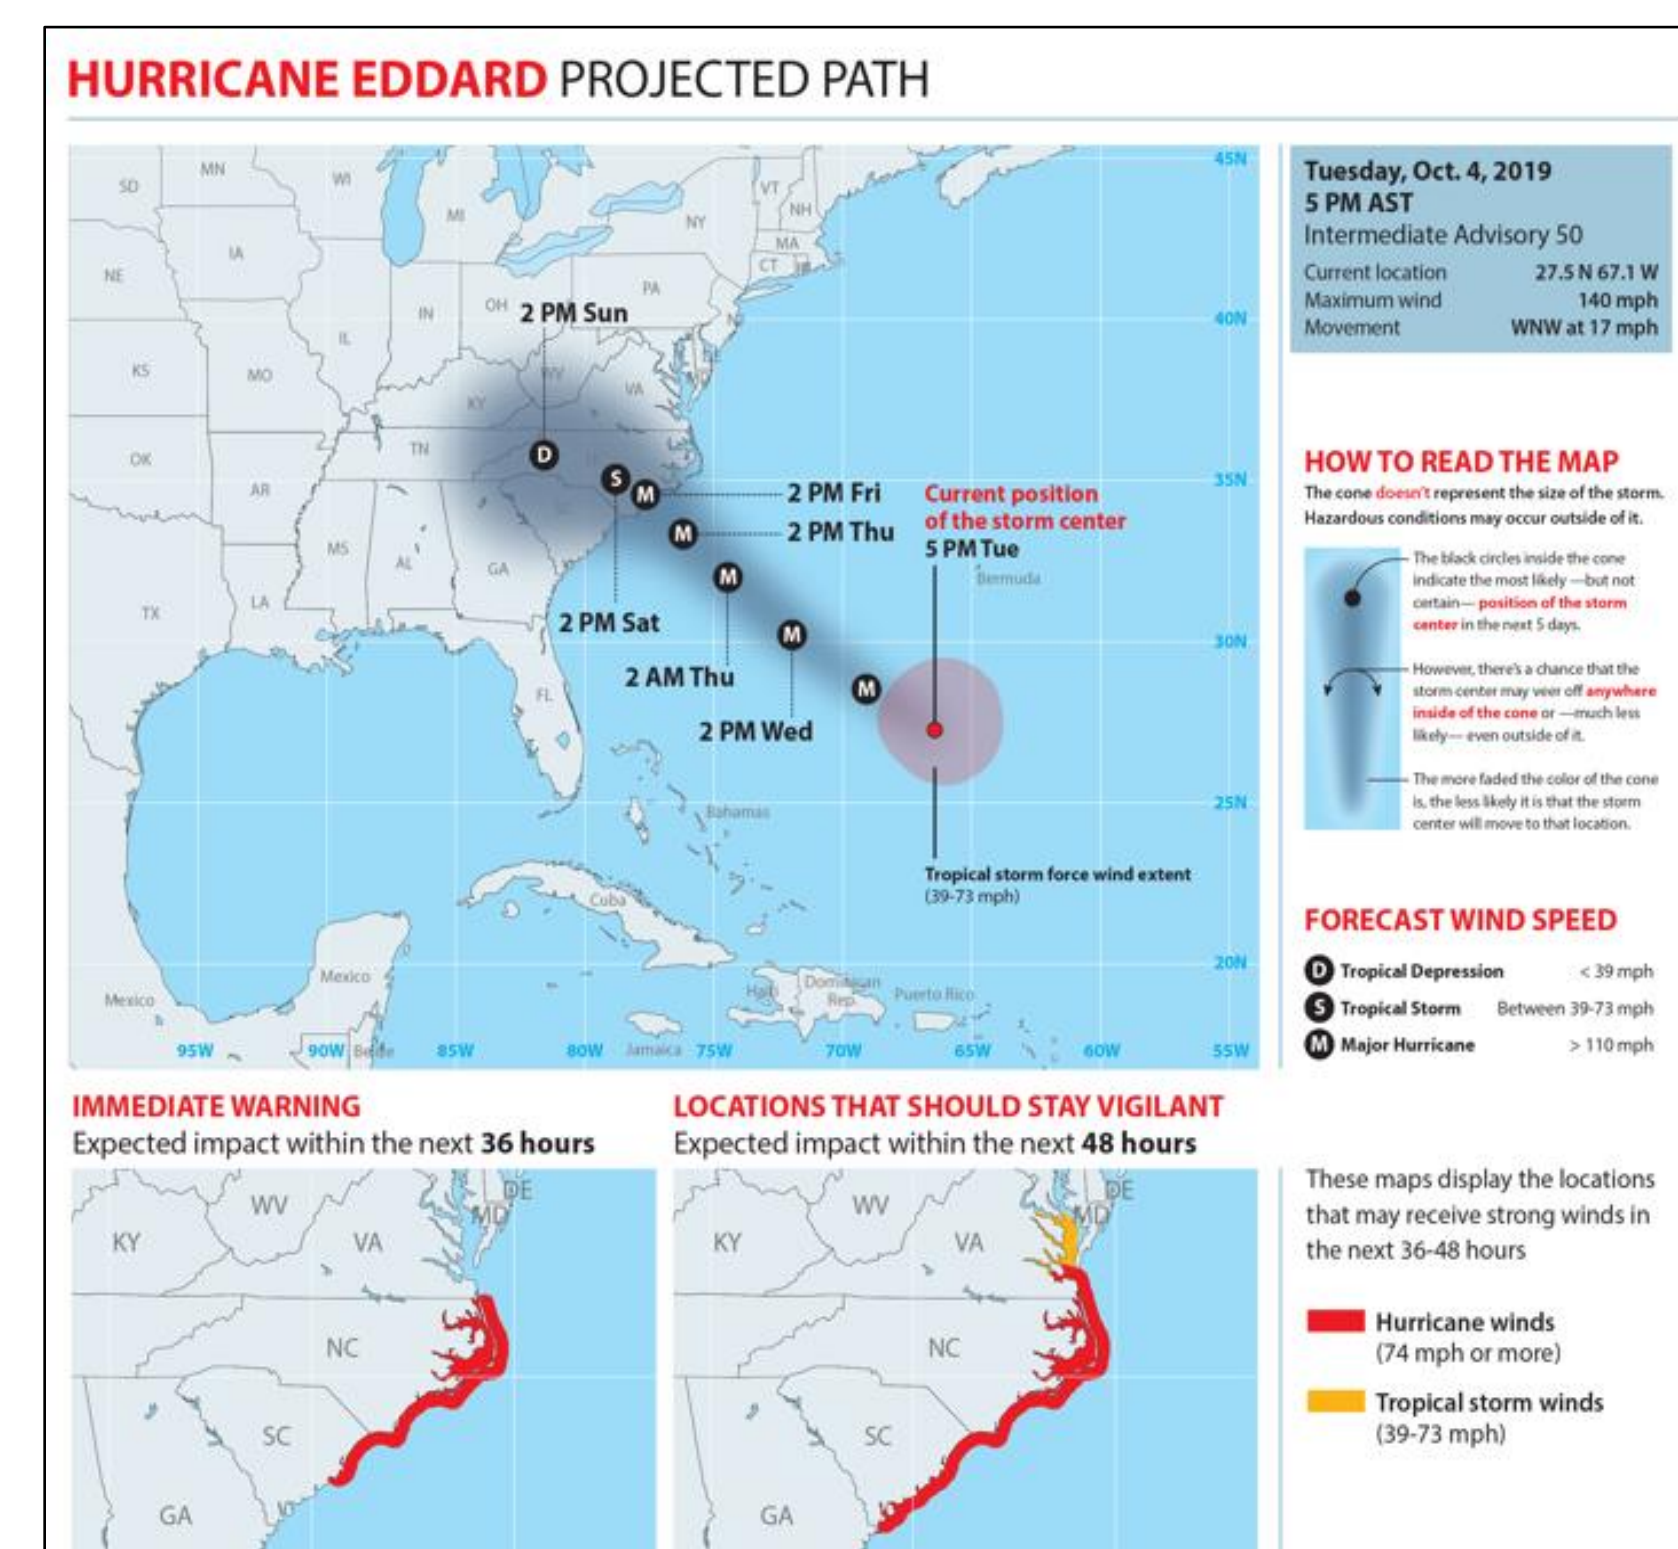 HURRICANE EDDARD PROJECTED PATH
45N
40N
35N
30N
25N
20N
95W
90W
85W
80W
75W
70W
65W
60W
55W
SD
MN
WI
MI
NY
VT
NH
MA
CT
NE
IA
IL
IN
OH
PA
KS
MO
KY
WV
VA
DE
OK
AR
TN
TX
LA
MS
AL
GA
FL
Bermuda
Bahamas
Cuba
Mexico
Mexico
Jamaica
Haiti
Dominican
Rep.
Puerto Rico
2 PM Sun
D
S
M
2 PM Fri
M
2 PM Thu
M
M
M
2 PM Sat
2 AM Thu
2 PM Wed
Current position
of the storm center
5 PM Tue
Tropical storm force wind extent
(39-73 mph)
Tuesday, Oct. 4, 2019
5 PM AST
Intermediate Advisory 50
Current location 27.5 N 67.1 W
Maximum wind 140 mph
Movement WNW at 17 mph
HOW TO READ THE MAP
The cone doesn't represent the size of the storm.
Hazardous conditions may occur outside of it.
The black circles inside the cone
indicate the most likely —but not
certain— position of the storm
center in the next 5 days.
However, there's a chance that the
storm center may veer off anywhere
inside of the cone or —much less
likely— even outside of it.
The more faded the color of the cone
is, the less likely it is that the storm
center will move to that location.
FORECAST WIND SPEED
D Tropical Depression < 39 mph
S Tropical Storm Between 39-73 mph
M Major Hurricane > 110 mph
IMMEDIATE WARNING
Expected impact within the next 36 hours
WV
DE
MD
KY
VA
NC
SC
GA
LOCATIONS THAT SHOULD STAY VIGILANT
Expected impact within the next 48 hours
WV
DE
MD
KY
VA
NC
SC
GA
These maps display the locations
that may receive strong winds in
the next 36-48 hours
Hurricane winds
(74 mph or more)
Tropical storm winds
(39-73 mph)